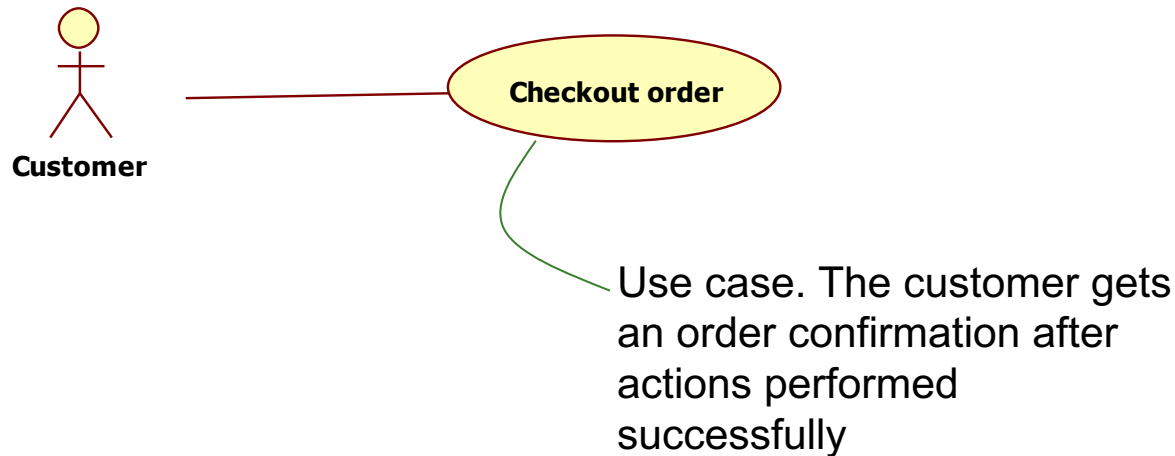 Checkout order
Customer
Use case. The customer gets
an order confirmation after
actions performed
successfully